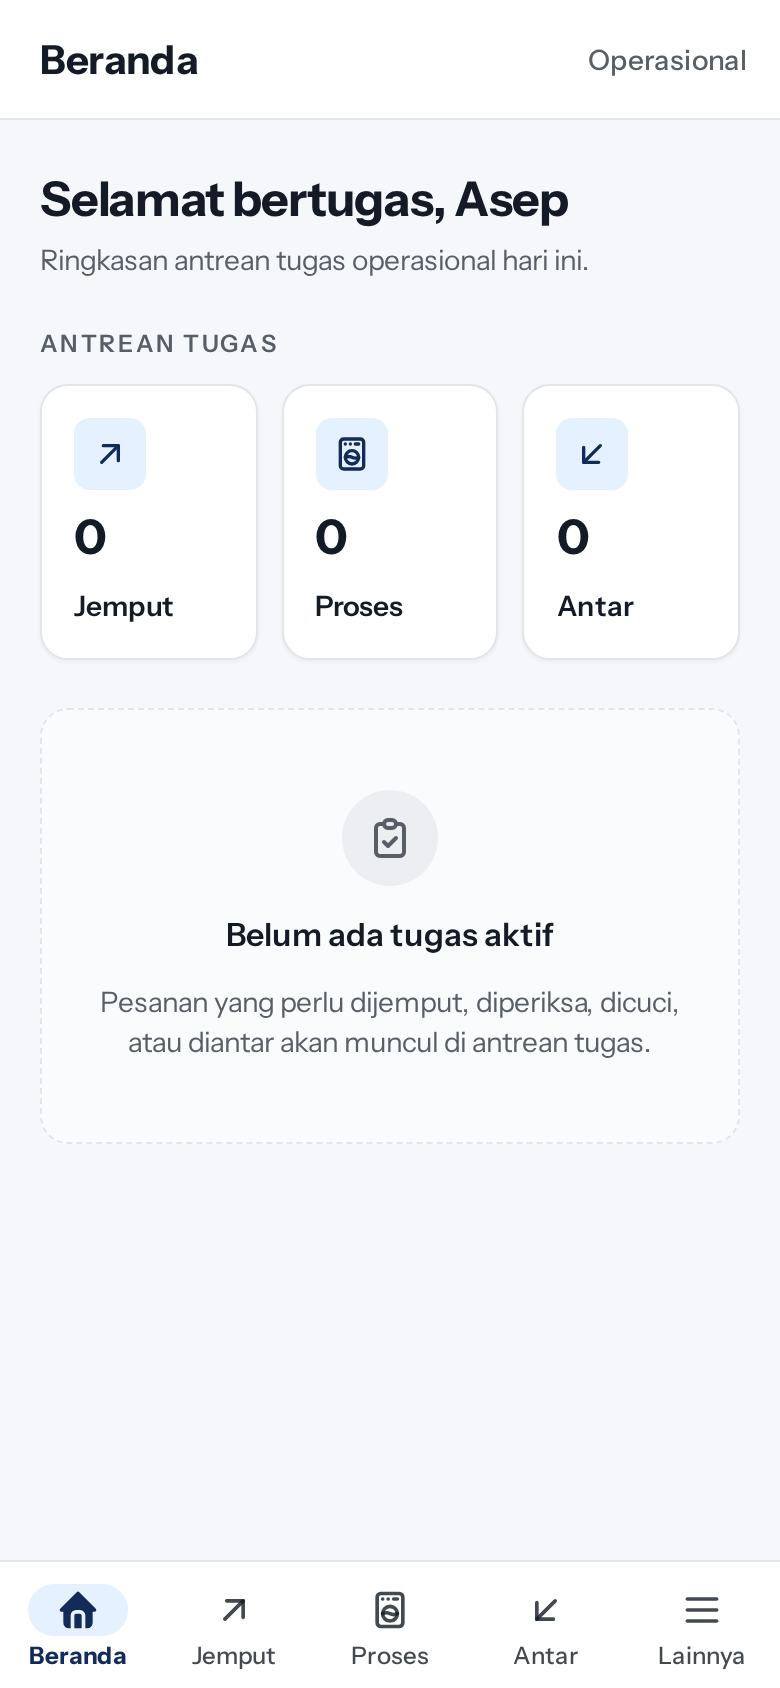 Beranda
Operasional
Selamat bertugas, Asep
Ringkasan antrean tugas operasional hari ini.
ANTREAN TUGAS
0
Jemput
0
Proses
0
Antar
Belum ada tugas aktif
Pesanan yang perlu dijemput, diperiksa, dicuci,
atau diantar akan muncul di antrean tugas.
Beranda
Jemput
Proses
Antar
Lainnya